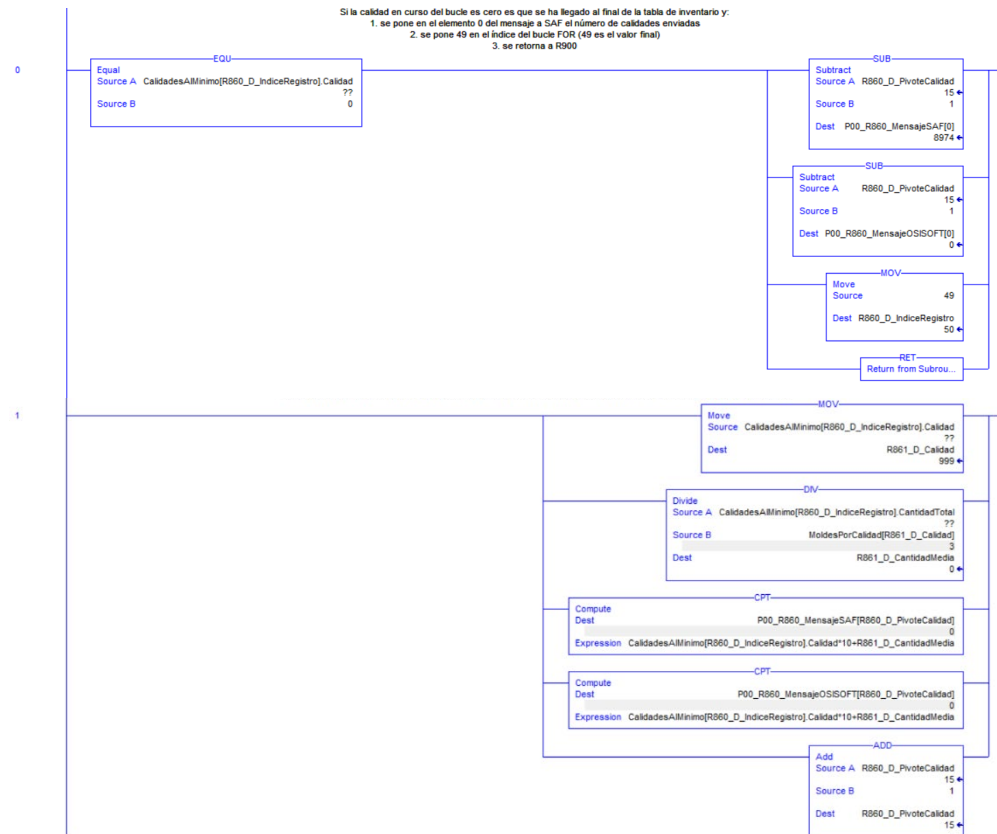 Si la calidad en curso del bucle es cero es que se ha llegado al final de la tabla de inventario y:
1. se pone en el elemento 0 del mensaje a SAF el número de calidades enviadas
2. se pone 49 en el índice del bucle FOR (49 es el valor final)
3. se retorna a R900
0
EQU
Equal
Source A CalidadesAlMinimo[R860_D_IndiceRegistro].Calidad
??
Source B 0
SUB
Subtract
Source A R860_D_PivoteCalidad
15
Source B 1
Dest P00_R860_MensajeSAF[0]
8974
SUB
Subtract
Source A R860_D_PivoteCalidad
15
Source B 1
Dest P00_R860_MensajeOSISOFT[0]
0
MOV
Move
Source 49
Dest R860_D_IndiceRegistro
50
RET
Return from Subrou...
1
MOV
Move
Source CalidadesAlMinimo[R860_D_IndiceRegistro].Calidad
??
Dest R861_D_Calidad
999
DIV
Divide
Source A CalidadesAlMinimo[R860_D_IndiceRegistro].CantidadTotal
??
Source B MoldesPorCalidad[R861_D_Calidad]
3
Dest R861_D_CantidadMedia
0
CPT
Compute
Dest P00_R860_MensajeSAF[R860_D_PivoteCalidad]
0
Expression CalidadesAlMinimo[R860_D_IndiceRegistro].Calidad*10+R861_D_CantidadMedia
CPT
Compute
Dest P00_R860_MensajeOSISOFT[R860_D_PivoteCalidad]
0
Expression CalidadesAlMinimo[R860_D_IndiceRegistro].Calidad*10+R861_D_CantidadMedia
ADD
Add
Source A R860_D_PivoteCalidad
15
Source B 1
Dest R860_D_PivoteCalidad
15